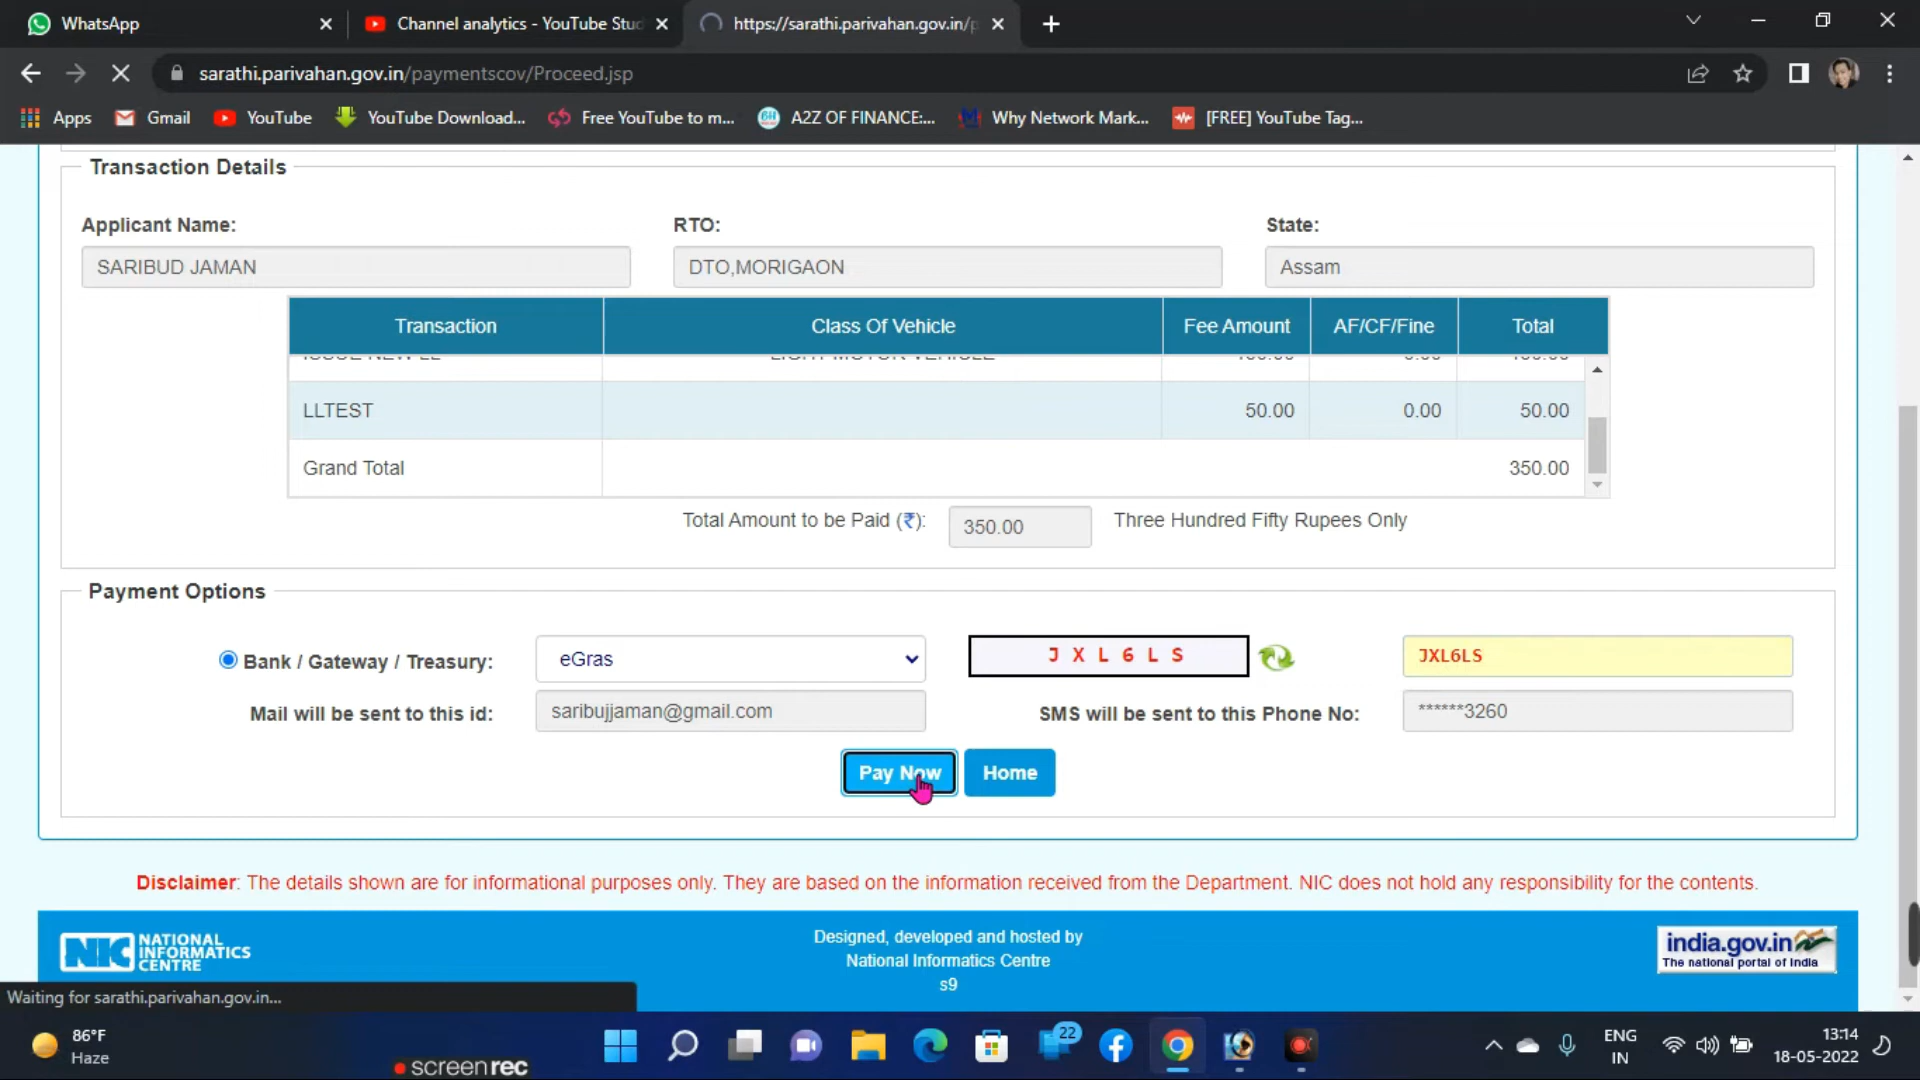 WhatsApp
Channel analytics - YouTube Stud
https://sarathi.parivahan.gov.in/p
sarathi.parivahan.gov.in/paymentscov/Proceed.jsp
Apps
Gmail
YouTube
YouTube Download...
Free YouTube to m...
A2Z OF FINANCE:...
Why Network Mark...
[FREE] YouTube Tag...
Transaction Details
Applicant Name: RTO: State:
SARIBUD JAMAN DTO,MORIGAON Assam
Transaction Class Of Vehicle Fee Amount AF/CF/Fine Total
ISSUE NEW LL LIGHT MOTOR VEHICLE
LLTEST 50.00 0.00 50.00
Grand Total 350.00
Total Amount to be Paid (₹): 350.00 Three Hundred Fifty Rupees Only
Payment Options
Bank / Gateway / Treasury: eGras J X L 6 L S JXL6LS
Mail will be sent to this id: saribujjaman@gmail.com SMS will be sent to this Phone No: ******3260
Pay Now Home
Disclaimer: The details shown are for informational purposes only. They are based on the information received from the Department. NIC does not hold any responsibility for the contents.
NIC NATIONAL
INFORMATICS
CENTRE
Designed, developed and hosted by
National Informatics Centre
s9
india.gov.in
The national portal of India
Waiting for sarathi.parivahan.gov.in...
86°F
Haze
screenrec
22
ENG
IN
13:14
18-05-2022